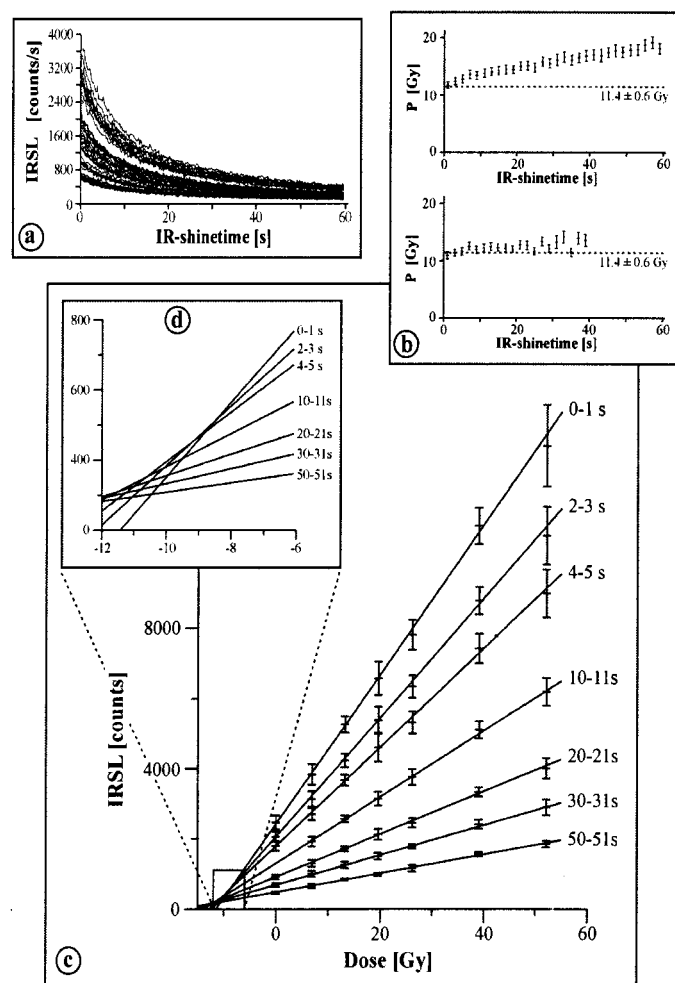 4000
3200
2400
1600
800
0
IRSL [counts/s]
0 20 40 60
IR-shinetime [s]
a
20
10
0
P [Gy]
11.4 ± 0.6 Gy
0 20 40 60
IR-shinetime [s]
20
10
0
P [Gy]
11.4 ± 0.6 Gy
0 20 40 60
IR-shinetime [s]
b
d
800
600
400
200
0
-12 -10 -8 -6
0-1 s
2-3 s
4-5 s
10-11s
20-21s
30-31s
50-51s
0-1 s
2-3 s
4-5 s
10-11s
20-21s
30-31s
50-51s
8000
4000
0
IRSL [counts]
0 20 40 60
Dose [Gy]
c